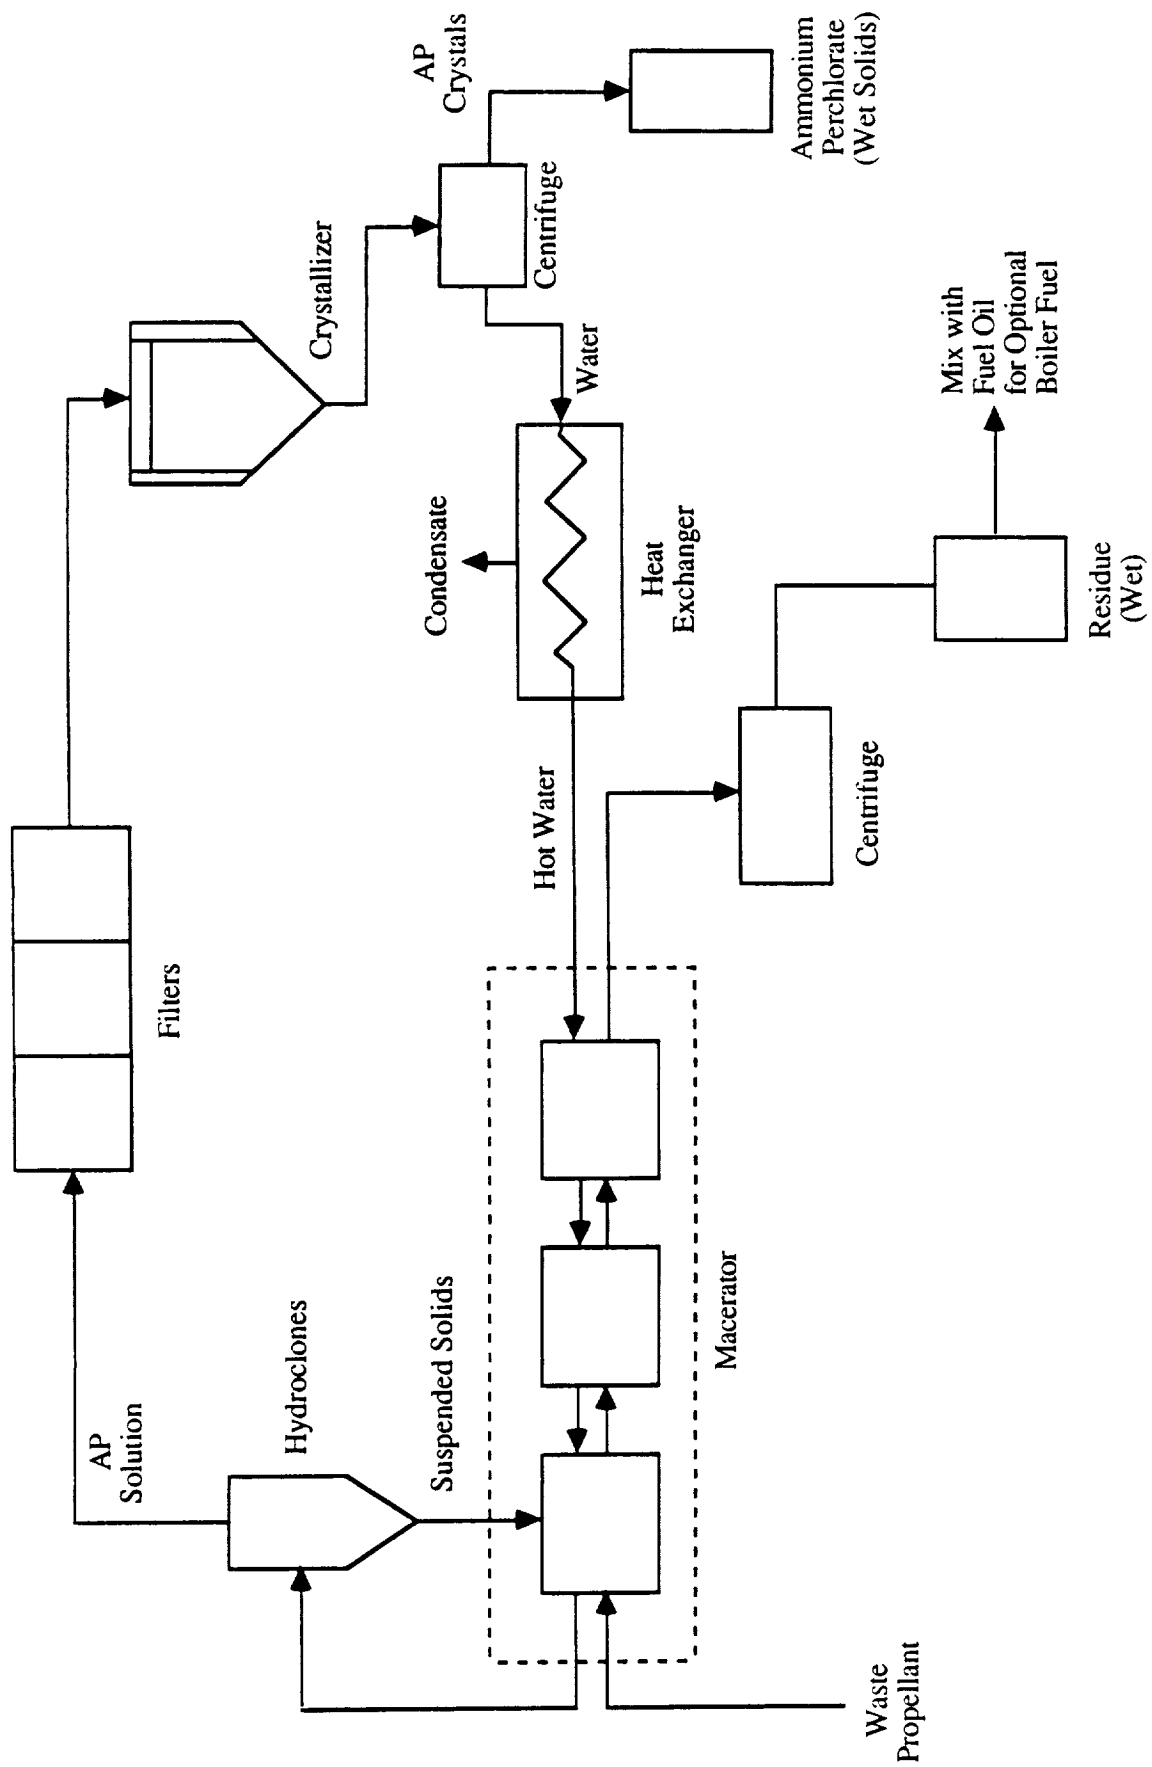 AP
Solution
Hydroclones
Suspended Solids
Filters
Crystallizer
AP
Crystals
Centrifuge
Water
Condensate
Heat
Exchanger
Hot Water
Ammonium
Perchlorate
(Wet Solids)
Macerator
Centrifuge
Waste
Propellant
Residue
(Wet)
Mix with
Fuel Oil
for Optional
Boiler Fuel